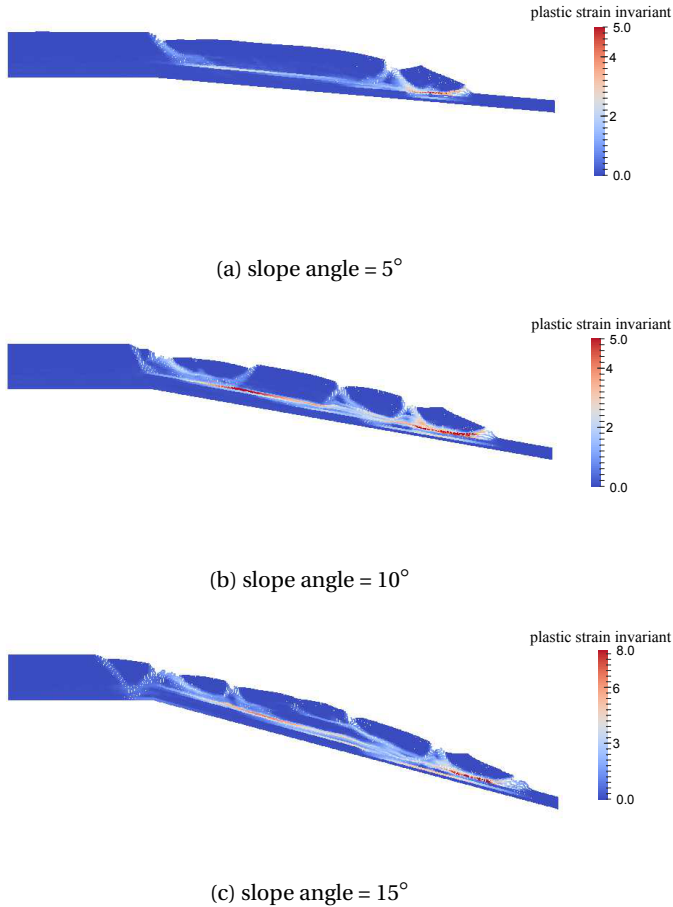 plastic strain invariant
5.0
4
2
0.0
(a) slope angle = 5°
plastic strain invariant
5.0
4
2
0.0
(b) slope angle = 10°
plastic strain invariant
8.0
6
3
0.0
(c) slope angle = 15°